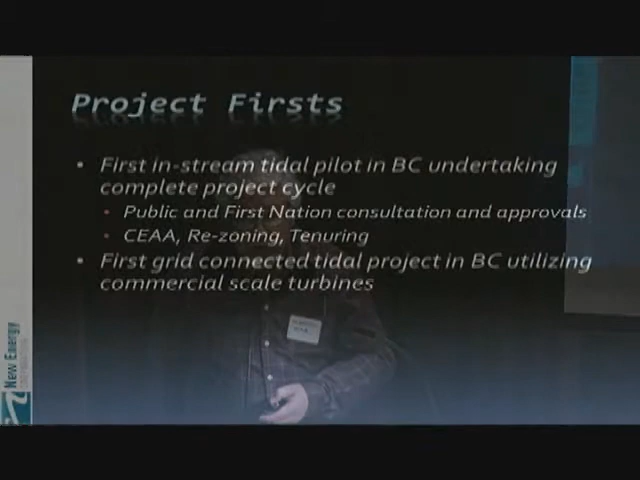 Project Firsts
• First in-stream tidal pilot in BC undertaking
complete project cycle
• Public and First Nation consultation and approvals
• CEAA, Re-zoning, Tenuring
• First grid connected tidal project in BC utilizing
commercial scale turbines
New Energy